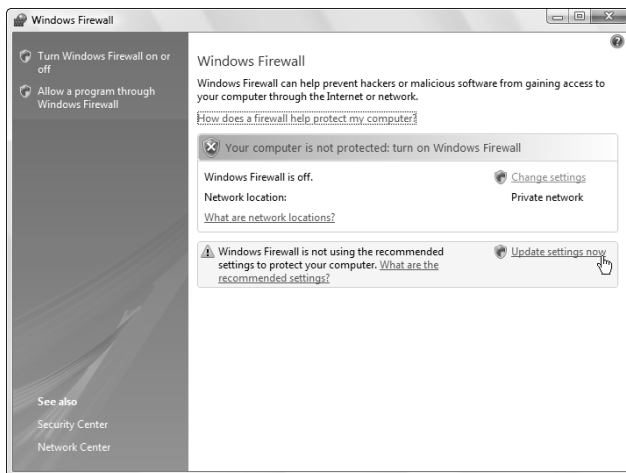 Windows Firewall
Turn Windows Firewall on or
off
Allow a program through
Windows Firewall
See also
Security Center
Network Center
Windows Firewall
Windows Firewall can help prevent hackers or malicious software from gaining access to
your computer through the Internet or network.
How does a firewall help protect my computer?
Your computer is not protected: turn on Windows Firewall
Windows Firewall is off.
Change settings
Network location:
Private network
What are network locations?
Windows Firewall is not using the recommended
settings to protect your computer. What are the
recommended settings?
Update settings now